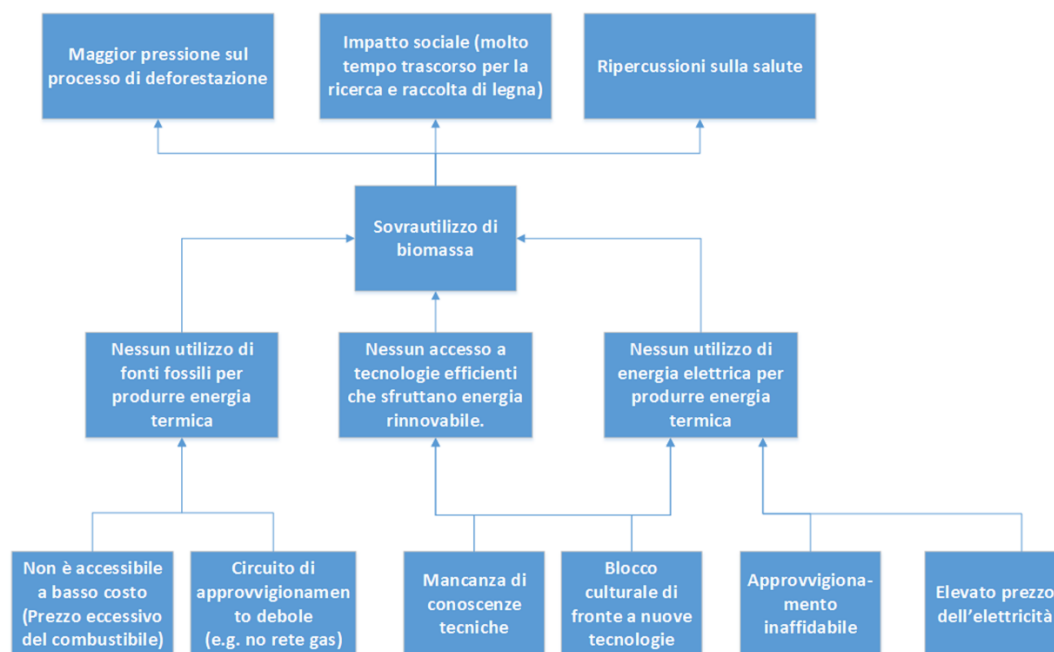 Maggior pressione sul
processo di deforestazione
Impatto sociale (molto
tempo trascorso per la
ricerca e raccolta di legna)
Ripercussioni sulla salute
Sovrautilizzo di
biomassa
Nessun utilizzo di
fonti fossili per
produrre energia
termica
Nessun accesso a
tecnologie efficienti
che sfruttano energia
rinnovabile.
Nessun utilizzo di
energia elettrica per
produrre energia
termica
Non è accessibile
a basso costo
(Prezzo eccessivo
del combustibile)
Circuito di
approvvigionamen
to debole
(e.g. no rete gas)
Mancanza di
conoscenze
tecniche
Blocco
culturale di
fronte a nuove
tecnologie
Approvvigiona-
mento
inaffidabile
Elevato prezzo
dell'elettricità